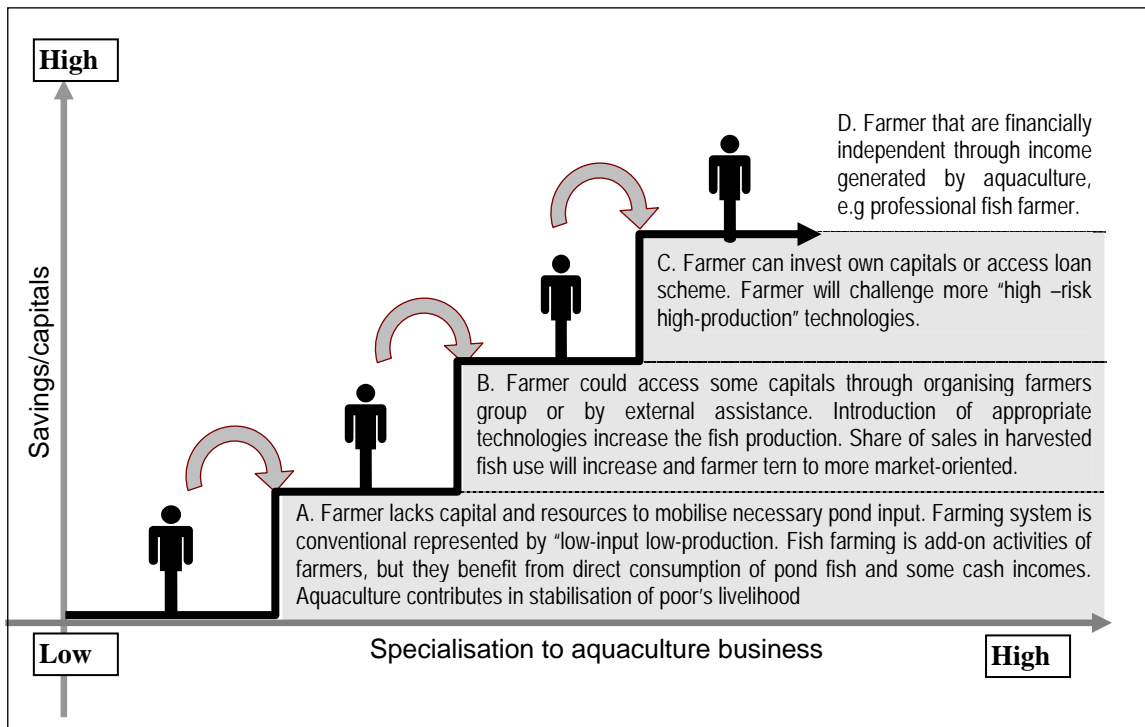 High
Savings/capitals
D. Farmer that are financially
independent through income
generated by aquaculture,
e.g professional fish farmer.
C. Farmer can invest own capitals or access loan
scheme. Farmer will challenge more “high –risk
high-production” technologies.
B. Farmer could access some capitals through organising farmers
group or by external assistance. Introduction of appropriate
technologies increase the fish production. Share of sales in harvested
fish use will increase and farmer tern to more market-oriented.
A. Farmer lacks capital and resources to mobilise necessary pond input. Farming system is
conventional represented by “low-input low-production. Fish farming is add-on activities of
farmers, but they benefit from direct consumption of pond fish and some cash incomes.
Aquaculture contributes in stabilisation of poor’s livelihood
Low
Specialisation to aquaculture business
High